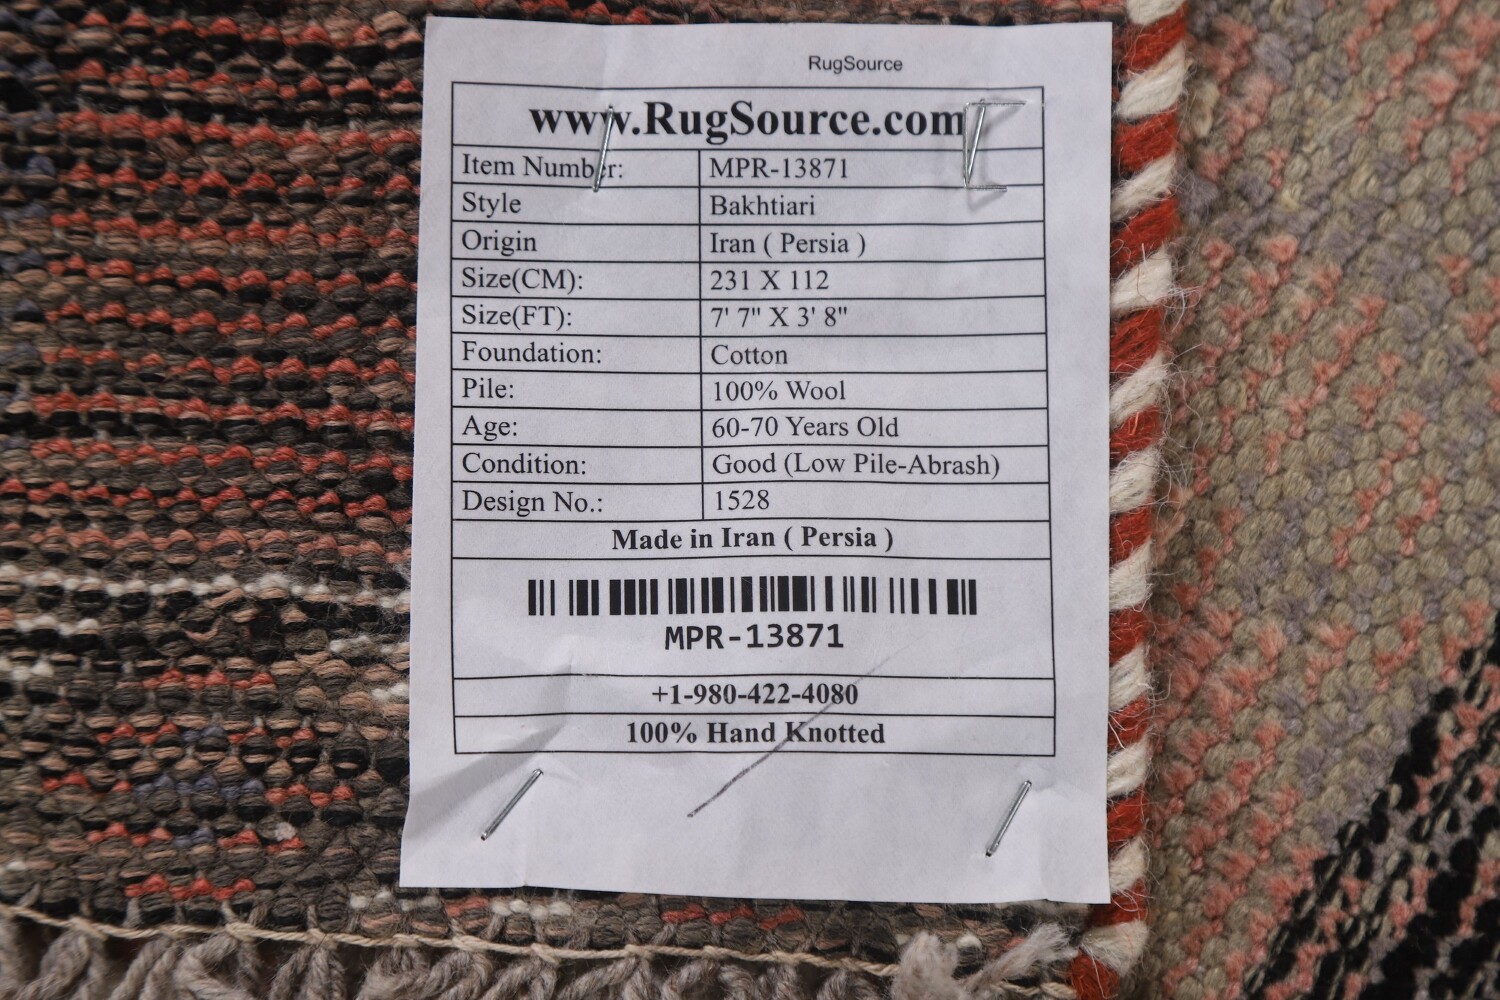 RugSource
www.RugSource.com
Item Number: MPR-13871
Style Bakhtiari
Origin Iran ( Persia )
Size(CM): 231 X 112
Size(FT): 7' 7" X 3' 8"
Foundation: Cotton
Pile: 100% Wool
Age: 60-70 Years Old
Condition: Good (Low Pile-Abrash)
Design No.: 1528
Made in Iran ( Persia )
MPR-13871
+1-980-422-4080
100% Hand Knotted